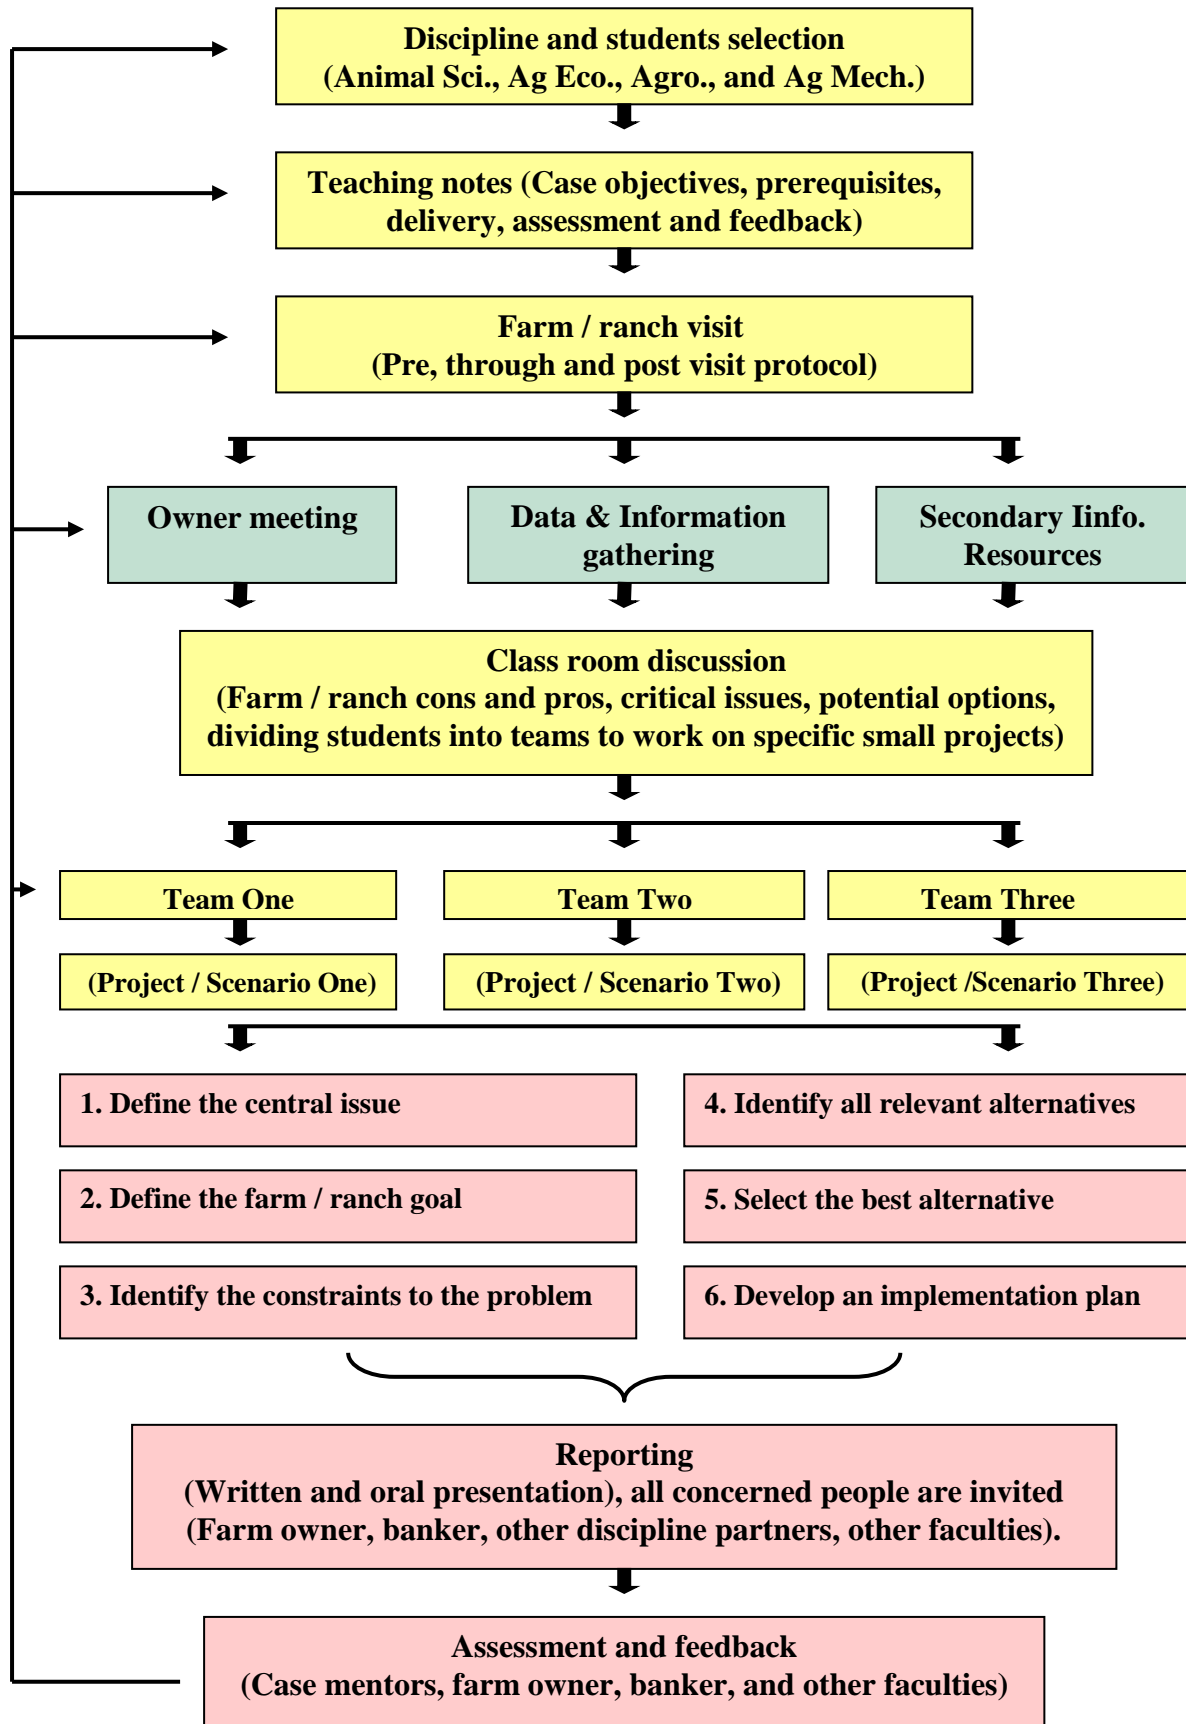 Discipline and students selection
(Animal Sci., Ag Eco., Agro., and Ag Mech.)
Teaching notes (Case objectives, prerequisites,
delivery, assessment and feedback)
Farm / ranch visit
(Pre, through and post visit protocol)
Owner meeting
Data & Information
gathering
Secondary Iinfo.
Resources
Class room discussion
(Farm / ranch cons and pros, critical issues, potential options,
dividing students into teams to work on specific small projects)
Team One
Team Two
Team Three
(Project / Scenario One)
(Project / Scenario Two)
(Project /Scenario Three)
1. Define the central issue
2. Define the farm / ranch goal
3. Identify the constraints to the problem
4. Identify all relevant alternatives
5. Select the best alternative
6. Develop an implementation plan
Reporting
(Written and oral presentation), all concerned people are invited
(Farm owner, banker, other discipline partners, other faculties).
Assessment and feedback
(Case mentors, farm owner, banker, and other faculties)